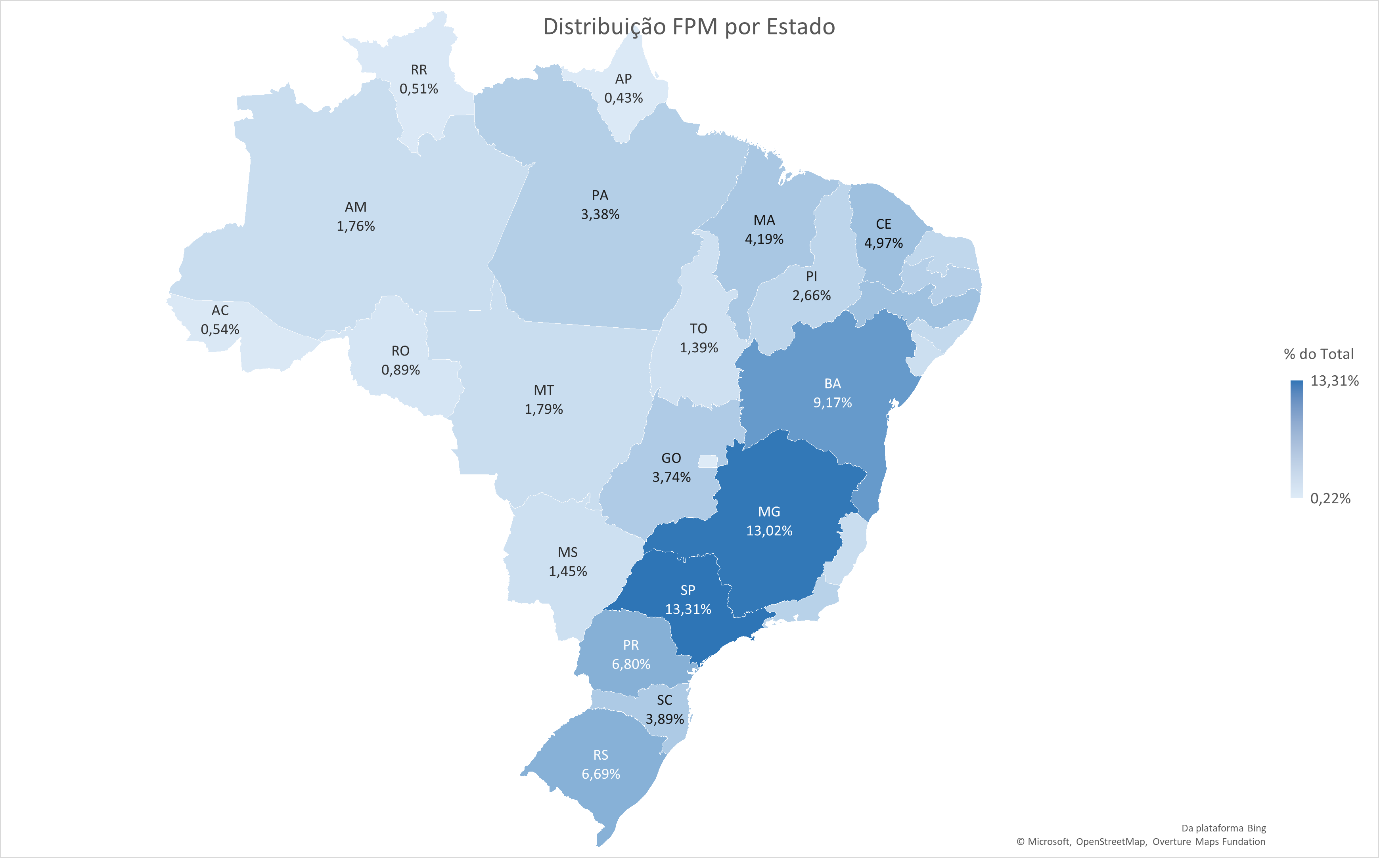 Distribuição FPM por Estado
RR
0,51%
AP
0,43%
AM
1,76%
PA
3,38%
MA
4,19%
CE
4,97%
PI
2,66%
AC
0,54%
RO
0,89%
TO
1,39%
MT
1,79%
BA
9,17%
GO
3,74%
MG
13,02%
MS
1,45%
SP
13,31%
PR
6,80%
SC
3,89%
RS
6,69%
% do Total
13,31%
0,22%
Da plataforma Bing
© Microsoft, OpenStreetMap, Overture Maps Fundation